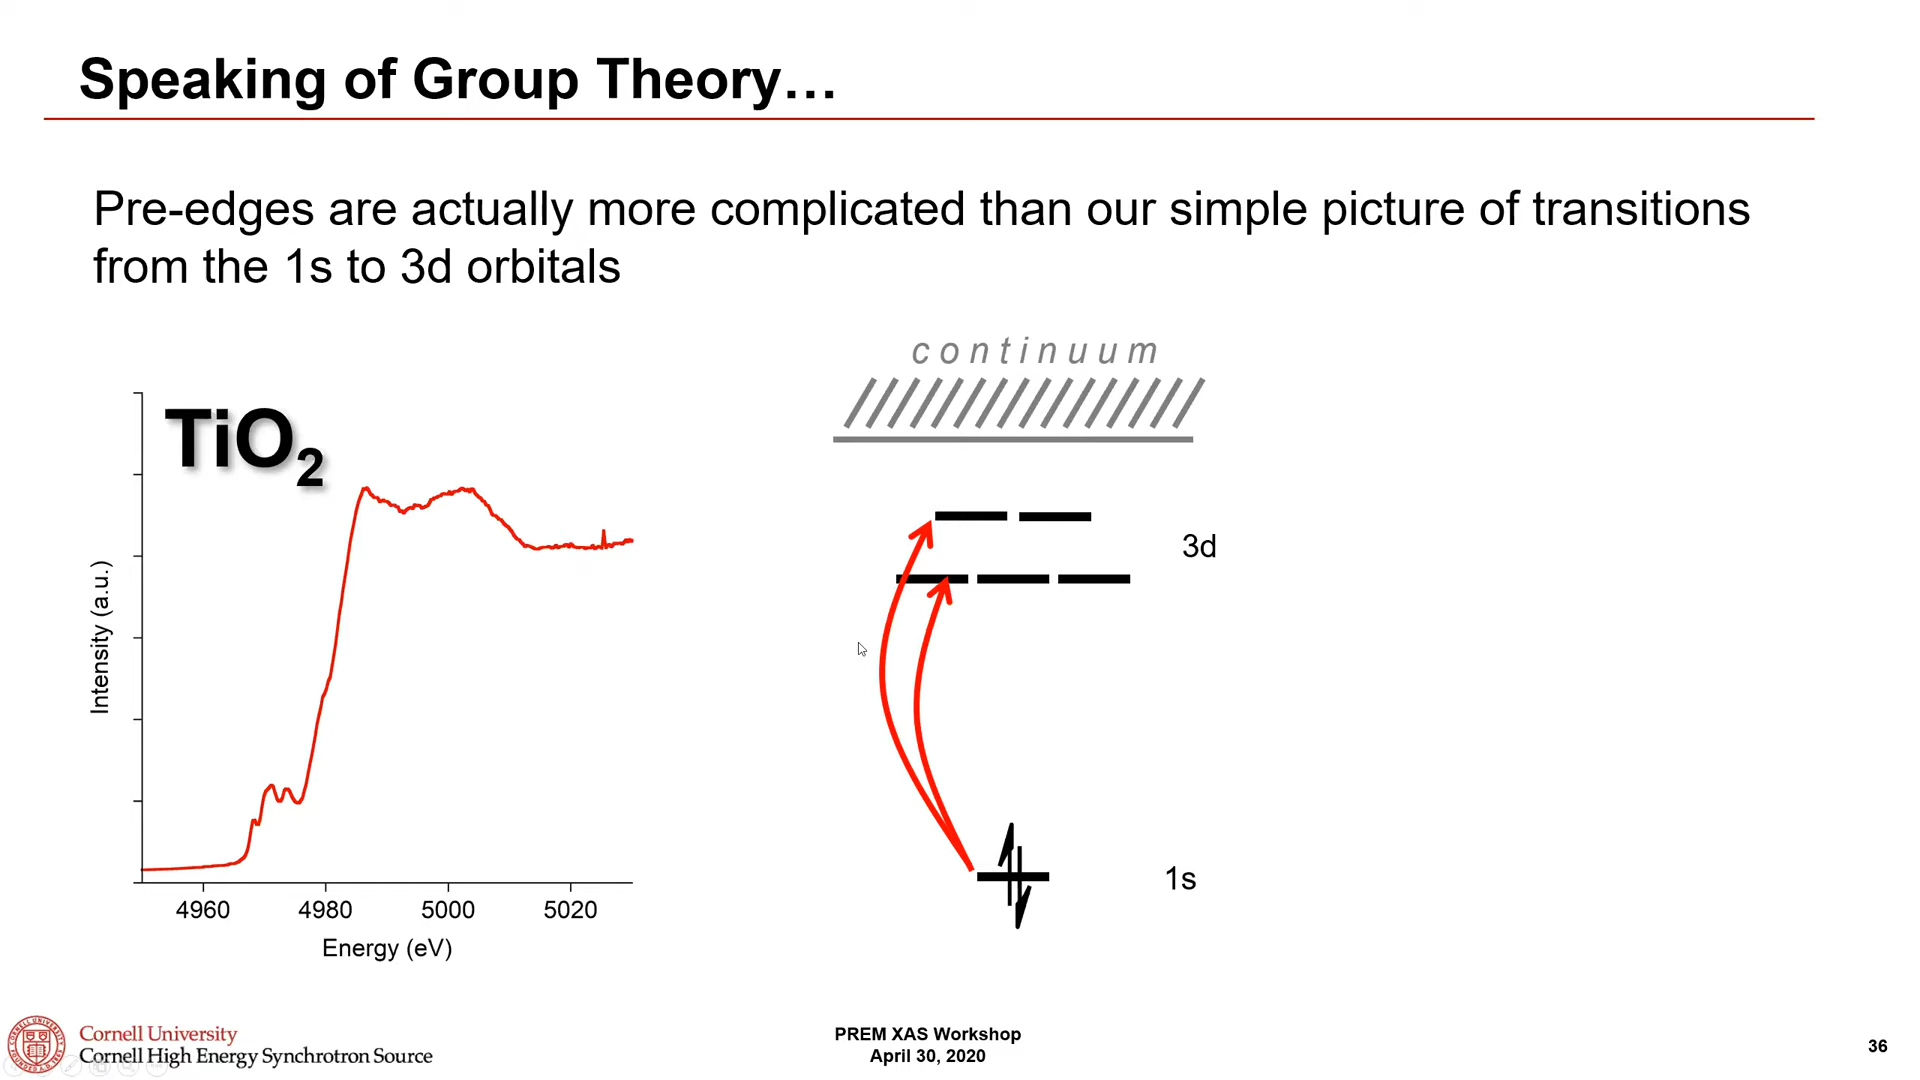 Speaking of Group Theory…
Pre-edges are actually more complicated than our simple picture of transitions
from the 1s to 3d orbitals
TiO₂
Intensity (a.u.)
4960 4980 5000 5020
Energy (eV)
continuum
3d
1s
Cornell University
Cornell High Energy Synchrotron Source
PREM XAS Workshop
April 30, 2020
36